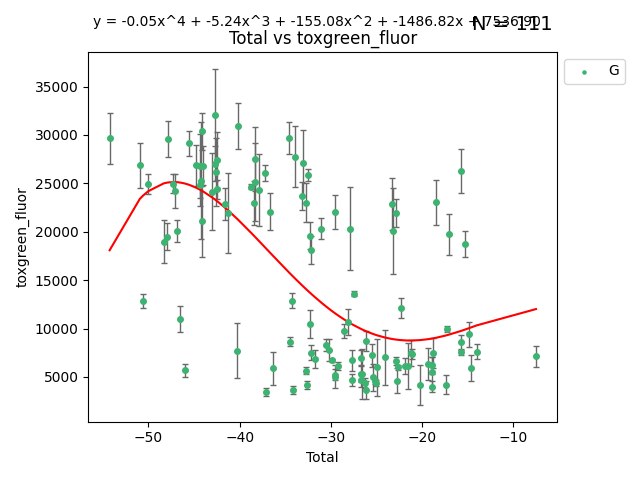 y = -0.05x^4 + -5.24x^3 + -155.08x^2 + -1486.82x + 7536.90
N = 111
Total vs toxgreen_fluor
G
35000
30000
25000
20000
15000
10000
5000
toxgreen_fluor
−50
−40
−30
−20
−10
Total